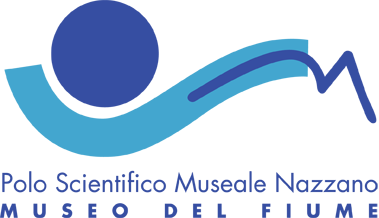 Polo Scientifico Museale Nazzano
MUSEO DEL FIUME